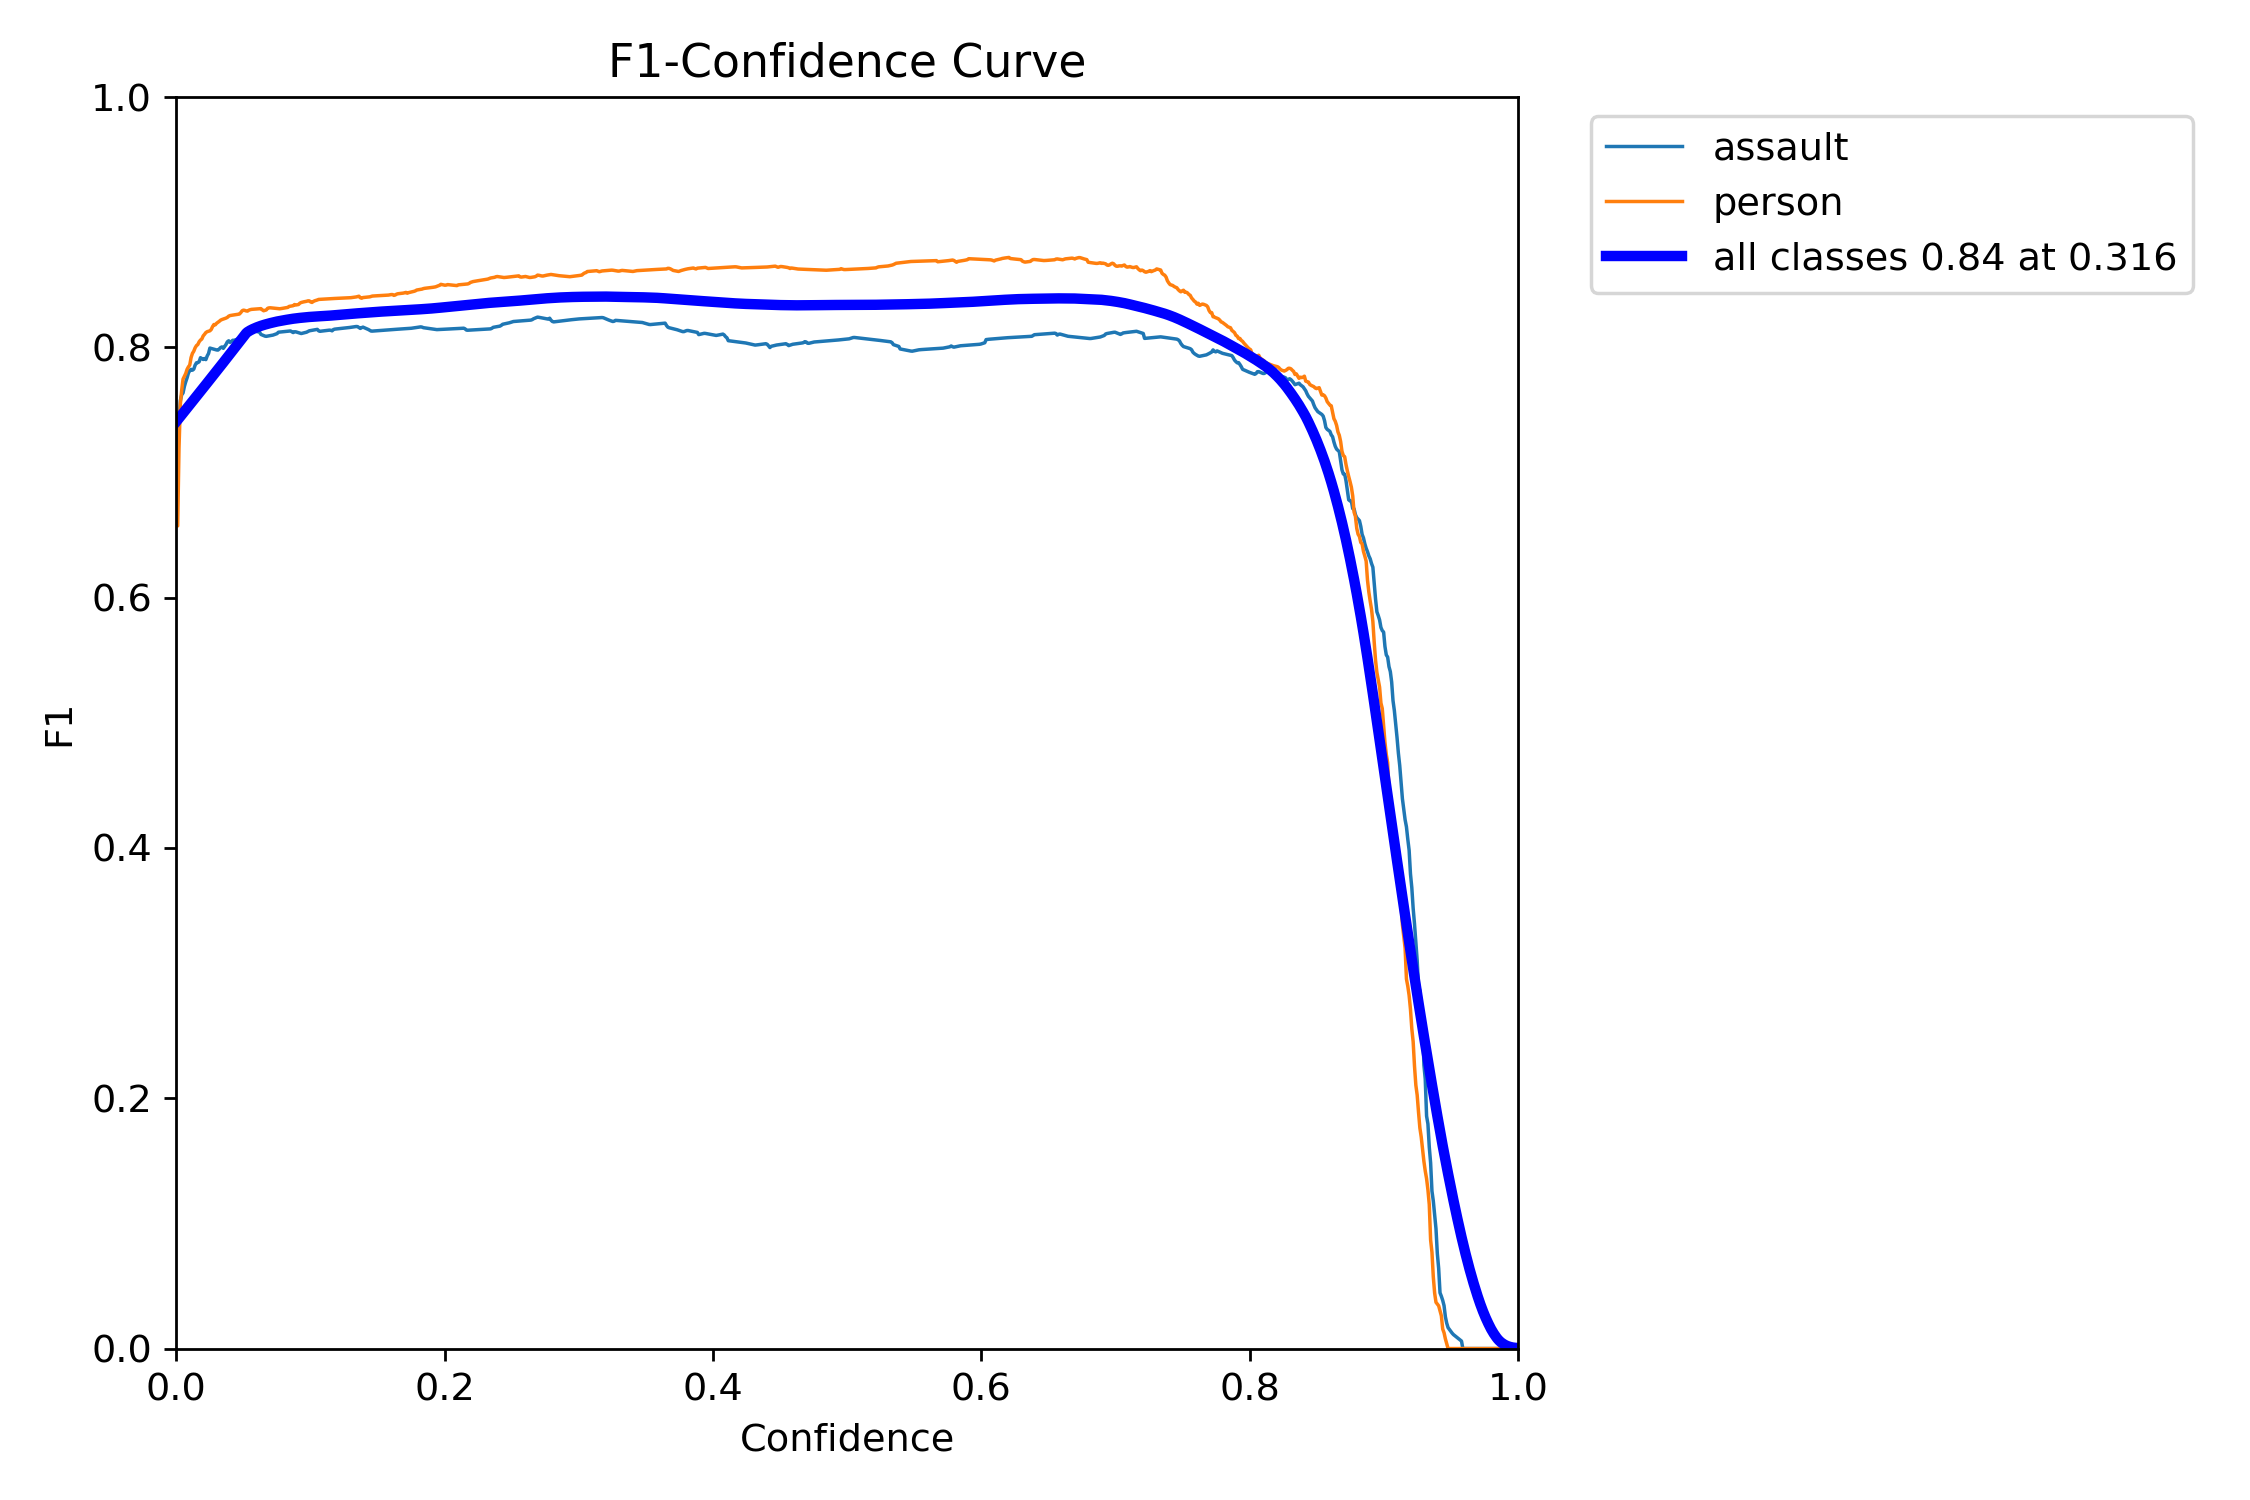 F1-Confidence Curve
1.0
0.8
0.6
0.4
0.2
0.0
F1
0.0 0.2 0.4 0.6 0.8 1.0
Confidence
assault
person
all classes 0.84 at 0.316